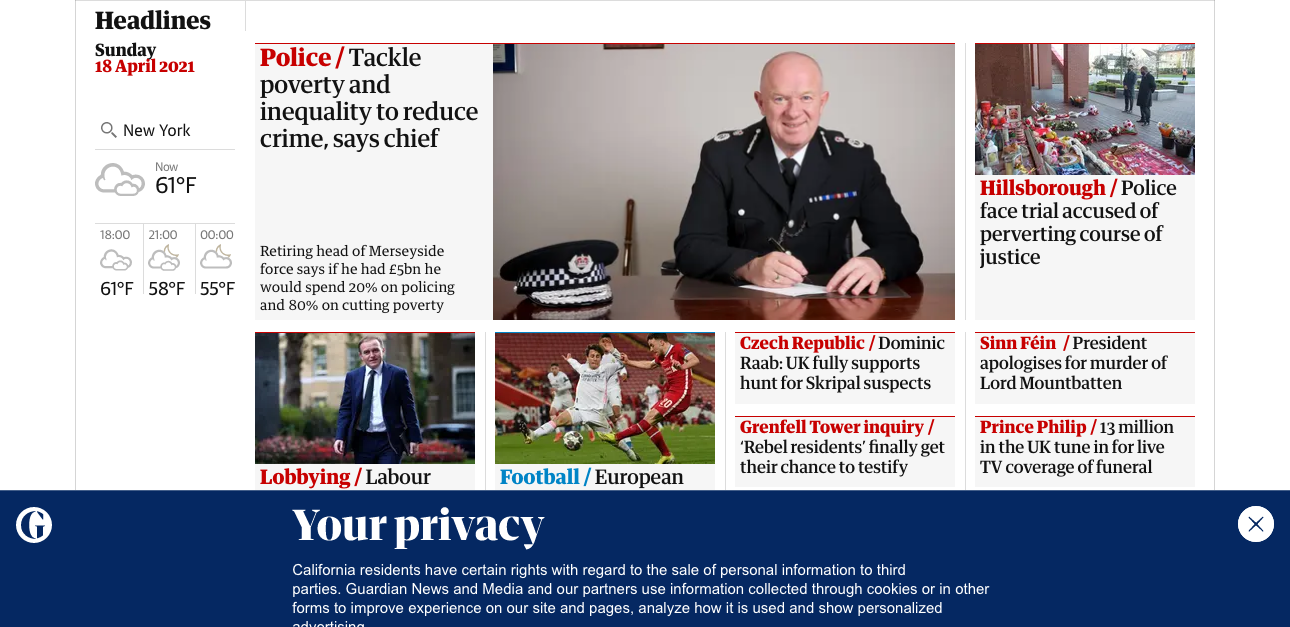 Headlines
Sunday
18 April 2021
New York
Now
61°F
18:00
21:00
00:00
61°F
58°F
55°F
Police / Tackle
poverty and
inequality to reduce
crime, says chief
Retiring head of Merseyside
force says if he had £5bn he
would spend 20% on policing
and 80% on cutting poverty
Hillsborough / Police
face trial accused of
perverting course of
justice
Lobbying / Labour
Football / European
Czech Republic / Dominic
Raab: UK fully supports
hunt for Skripal suspects
Grenfell Tower inquiry /
‘Rebel residents’ finally get
their chance to testify
Sinn Féin / President
apologises for murder of
Lord Mountbatten
Prince Philip / 13 million
in the UK tune in for live
TV coverage of funeral
Your privacy
California residents have certain rights with regard to the sale of personal information to third
parties. Guardian News and Media and our partners use information collected through cookies or in other
forms to improve experience on our site and pages, analyze how it is used and show personalized
advertising.